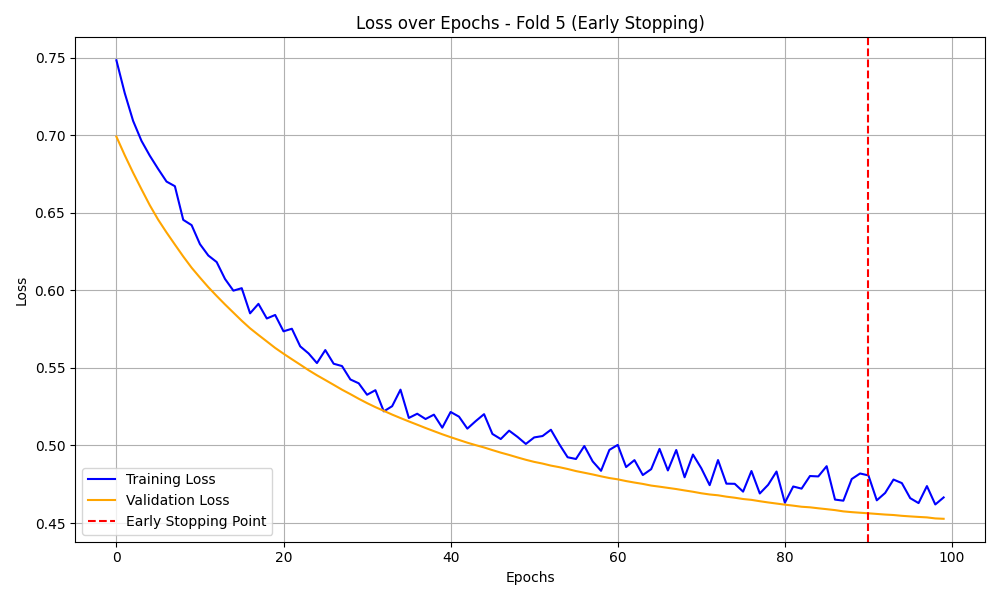 Loss over Epochs - Fold 5 (Early Stopping)
Loss
0.75
0.70
0.65
0.60
0.55
0.50
0.45
Training Loss
Validation Loss
Early Stopping Point
0 20 40 60 80 100
Epochs